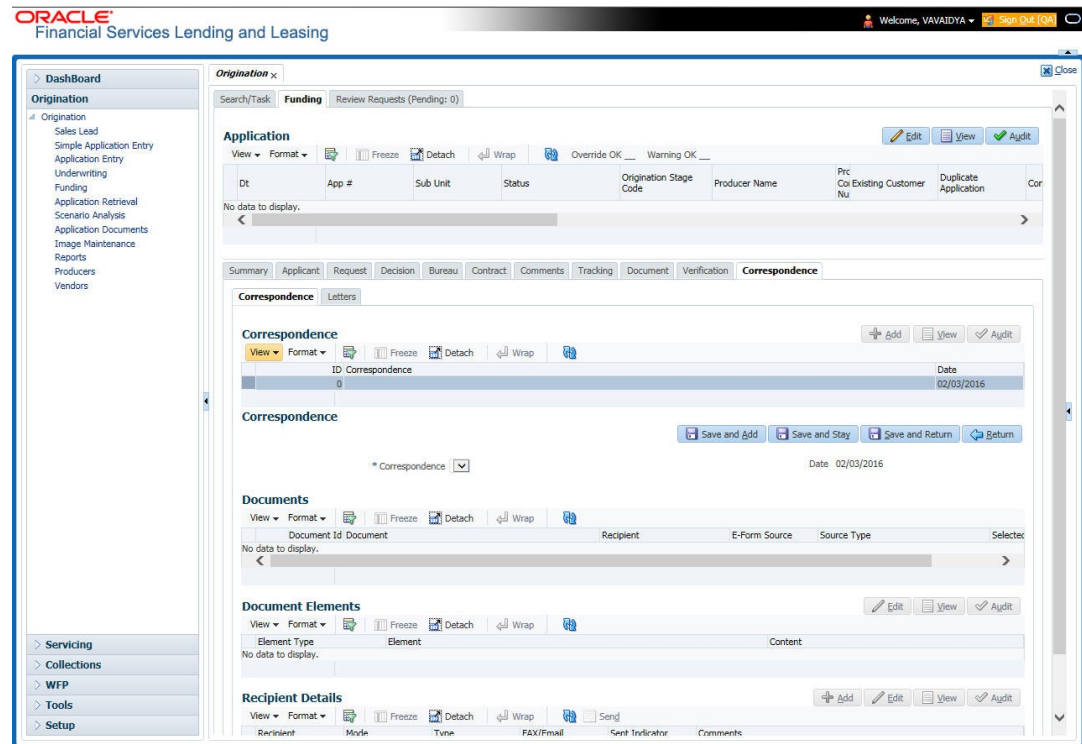 ORACLE
Financial Services Lending and Leasing
Welcome, VAVAIDYA
Sign Out [QA]
Close
DashBoard
Origination
Origination
Sales Lead
Simple Application Entry
Application Entry
Underwriting
Funding
Application Retrieval
Scenario Analysis
Application Documents
Image Maintenance
Reports
Producers
Vendors
Servicing
Collections
WFP
Tools
Setup
Origination x
Search/Task Funding Review Requests (Pending: 0)
Application
Edit View Audit
View Format Freeze Detach Wrap Override OK __ Warning OK __
Dt App # Sub Unit Status Origination Stage Code Producer Name Prc Cor Nu Existing Customer Duplicate Application Cor
No data to display.
Summary Applicant Request Decision Bureau Contract Comments Tracking Document Verification Correspondence
Correspondence Letters
Correspondence
Add View Audit
View Format Freeze Detach Wrap
ID Correspondence Date
0 02/03/2016
Correspondence
Save and Add Save and Stay Save and Return Return
* Correspondence Date 02/03/2016
Documents
View Format Freeze Detach Wrap
Document Id Document Recipient E-Form Source Source Type Selected
No data to display.
Document Elements
Edit View Audit
View Format Freeze Detach Wrap
Element Type Element Content
No data to display.
Recipient Details
Add Edit View Audit
View Format Freeze Detach Wrap Send
Recipient Mode Type FAX/Email Sent Indicator Comments